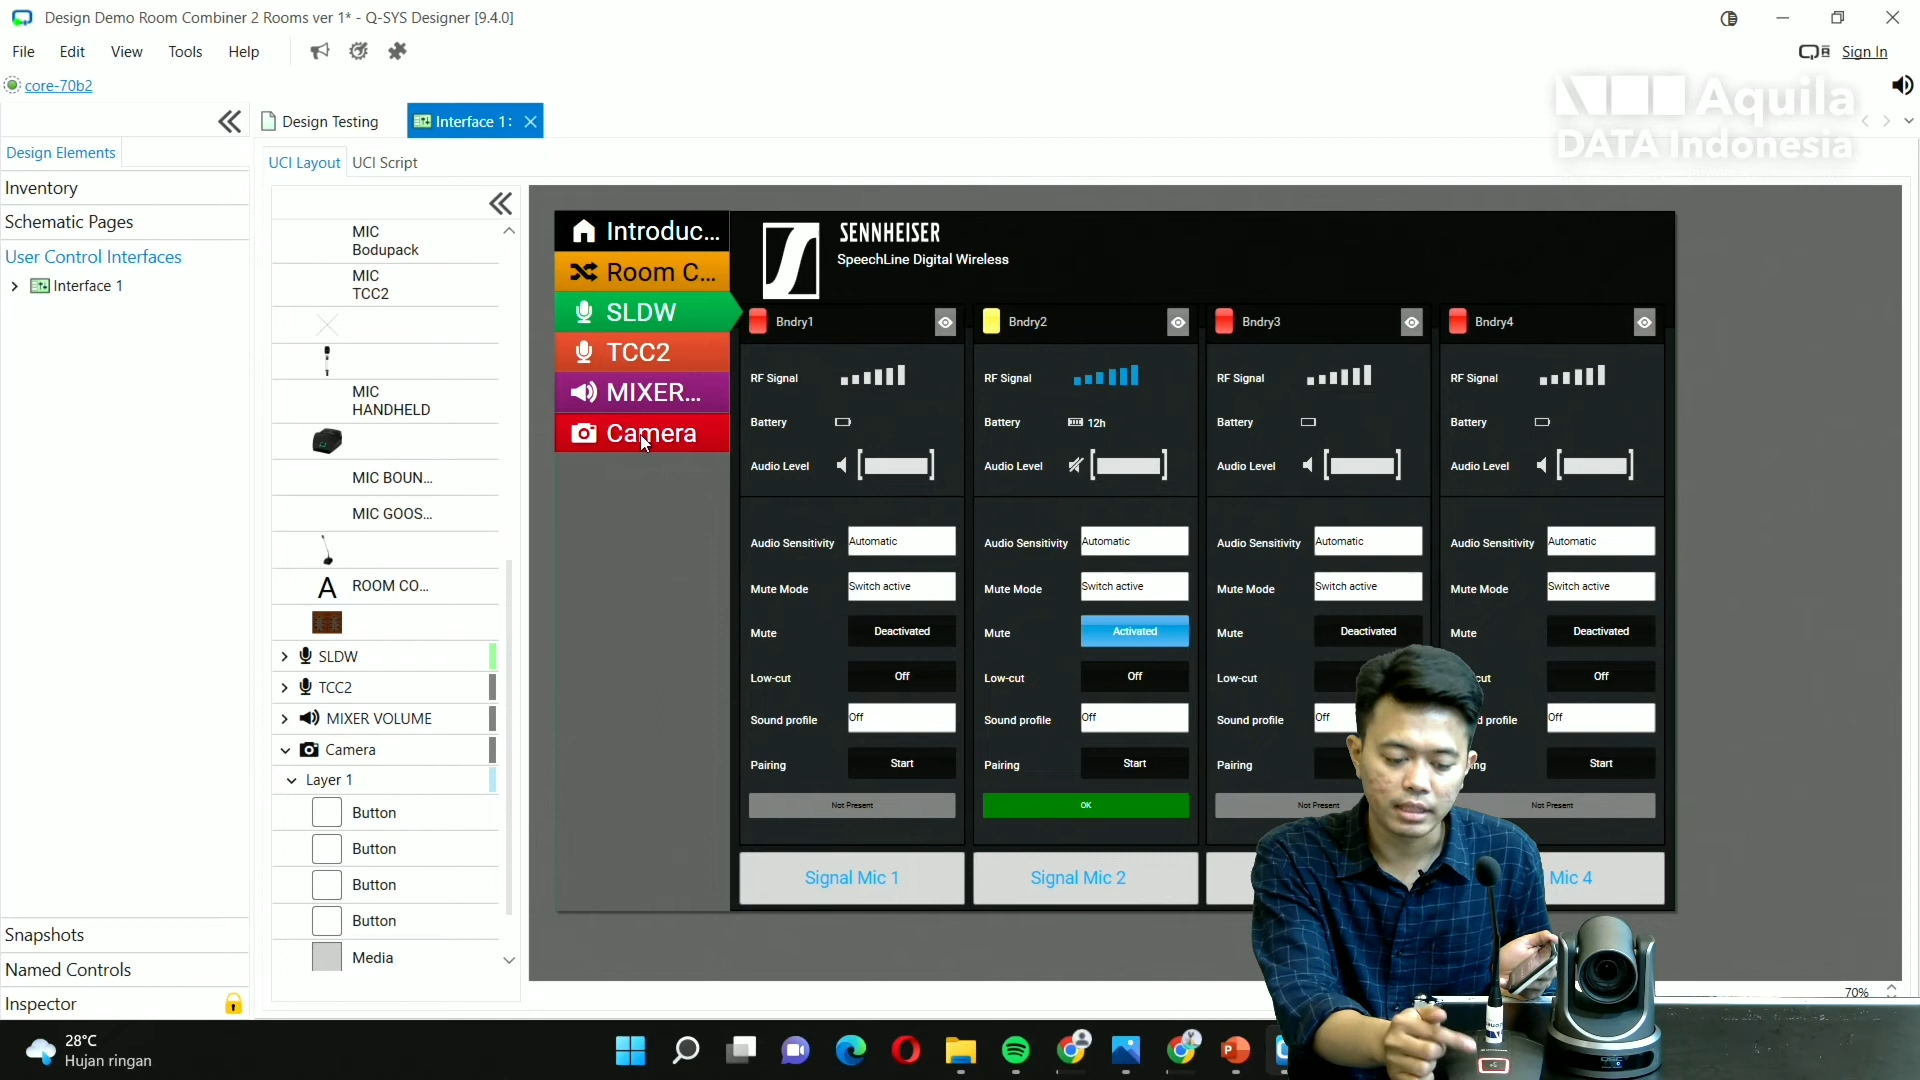 Design Demo Room Combiner 2 Rooms ver 1* - Q-SYS Designer [9.4.0]
File Edit View Tools Help
Sign In
core-70b2
Aquila
DATA Indonesia
Design Testing
Interface 1:
Design Elements
UCI Layout UCI Script
Inventory
Schematic Pages
User Control Interfaces
Interface 1
Snapshots
Named Controls
Inspector
MIC
Bodupack
MIC
TCC2
MIC
HANDHELD
MIC BOUN...
MIC GOOS...
A ROOM CO...
SLDW
TCC2
MIXER VOLUME
Camera
Layer 1
Button
Button
Button
Button
Media
Introduc...
Room C...
SLDW
TCC2
MIXER...
Camera
SENNHEISER
SpeechLine Digital Wireless
Bndry1 Bndry2 Bndry3 Bndry4
RF Signal RF Signal RF Signal RF Signal
Battery Battery 12h Battery Battery
Audio Level Audio Level Audio Level Audio Level
Audio Sensitivity Automatic Audio Sensitivity Automatic Audio Sensitivity Automatic Audio Sensitivity Automatic
Mute Mode Switch active Mute Mode Switch active Mute Mode Switch active Mute Mode Switch active
Mute Deactivated Mute Activated Mute Deactivated Mute Deactivated
Low-cut Off Low-cut Off Low-cut cut Off
Sound profile Off Sound profile Off Sound profile Off profile Off
Pairing Start Pairing Start Pairing Start
Not Present OK Not Present Not Present
Signal Mic 1 Signal Mic 2 Mic 4
70%
28°C
Hujan ringan